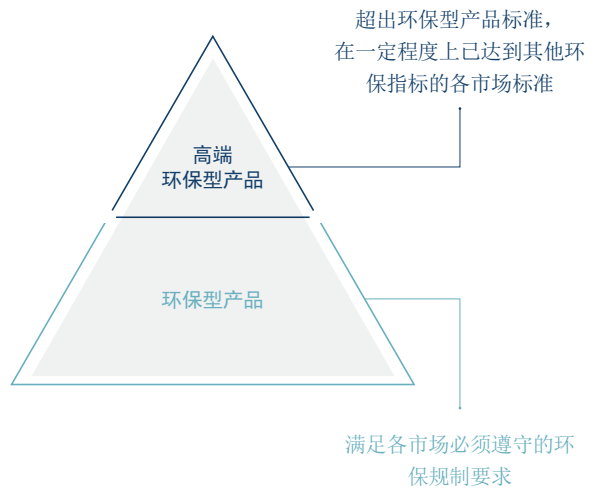 超出环保型产品标准，
在一定程度上已达到其他环
保指标的各市场标准
高端
环保型产品
环保型产品
满足各市场必须遵守的环
保规制要求